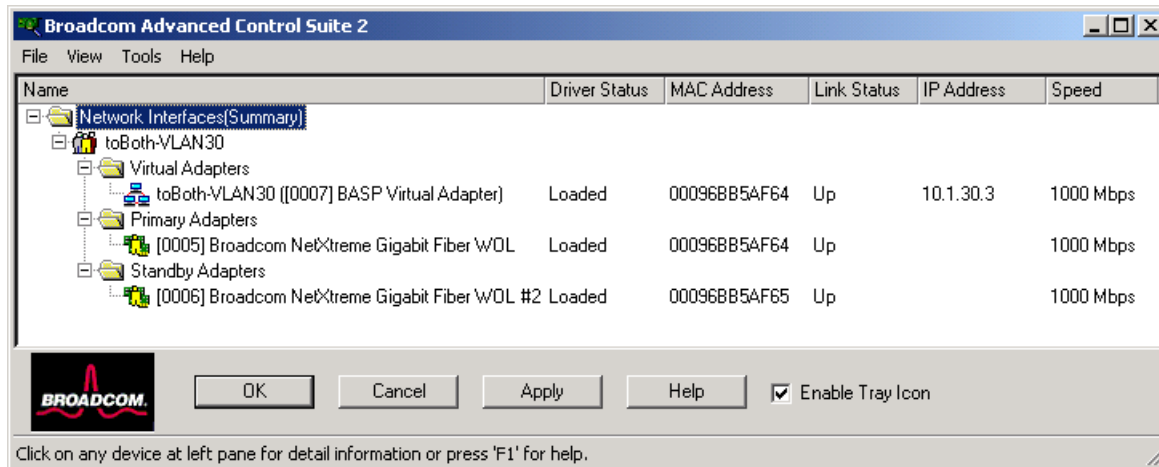 Broadcom Advanced Control Suite 2
File View Tools Help
Name Driver Status MAC Address Link Status IP Address Speed
Network Interfaces(Summary)
toBoth-VLAN30
Virtual Adapters
toBoth-VLAN30 ([0007] BASP Virtual Adapter) Loaded 00096BB5AF64 Up 10.1.30.3 1000 Mbps
Primary Adapters
[0005] Broadcom NetXtreme Gigabit Fiber WOL Loaded 00096BB5AF64 Up 1000 Mbps
Standby Adapters
[0006] Broadcom NetXtreme Gigabit Fiber WOL #2 Loaded 00096BB5AF65 Up 1000 Mbps
BROADCOM. OK Cancel Apply Help Enable Tray Icon
Click on any device at left pane for detail information or press 'F1' for help.